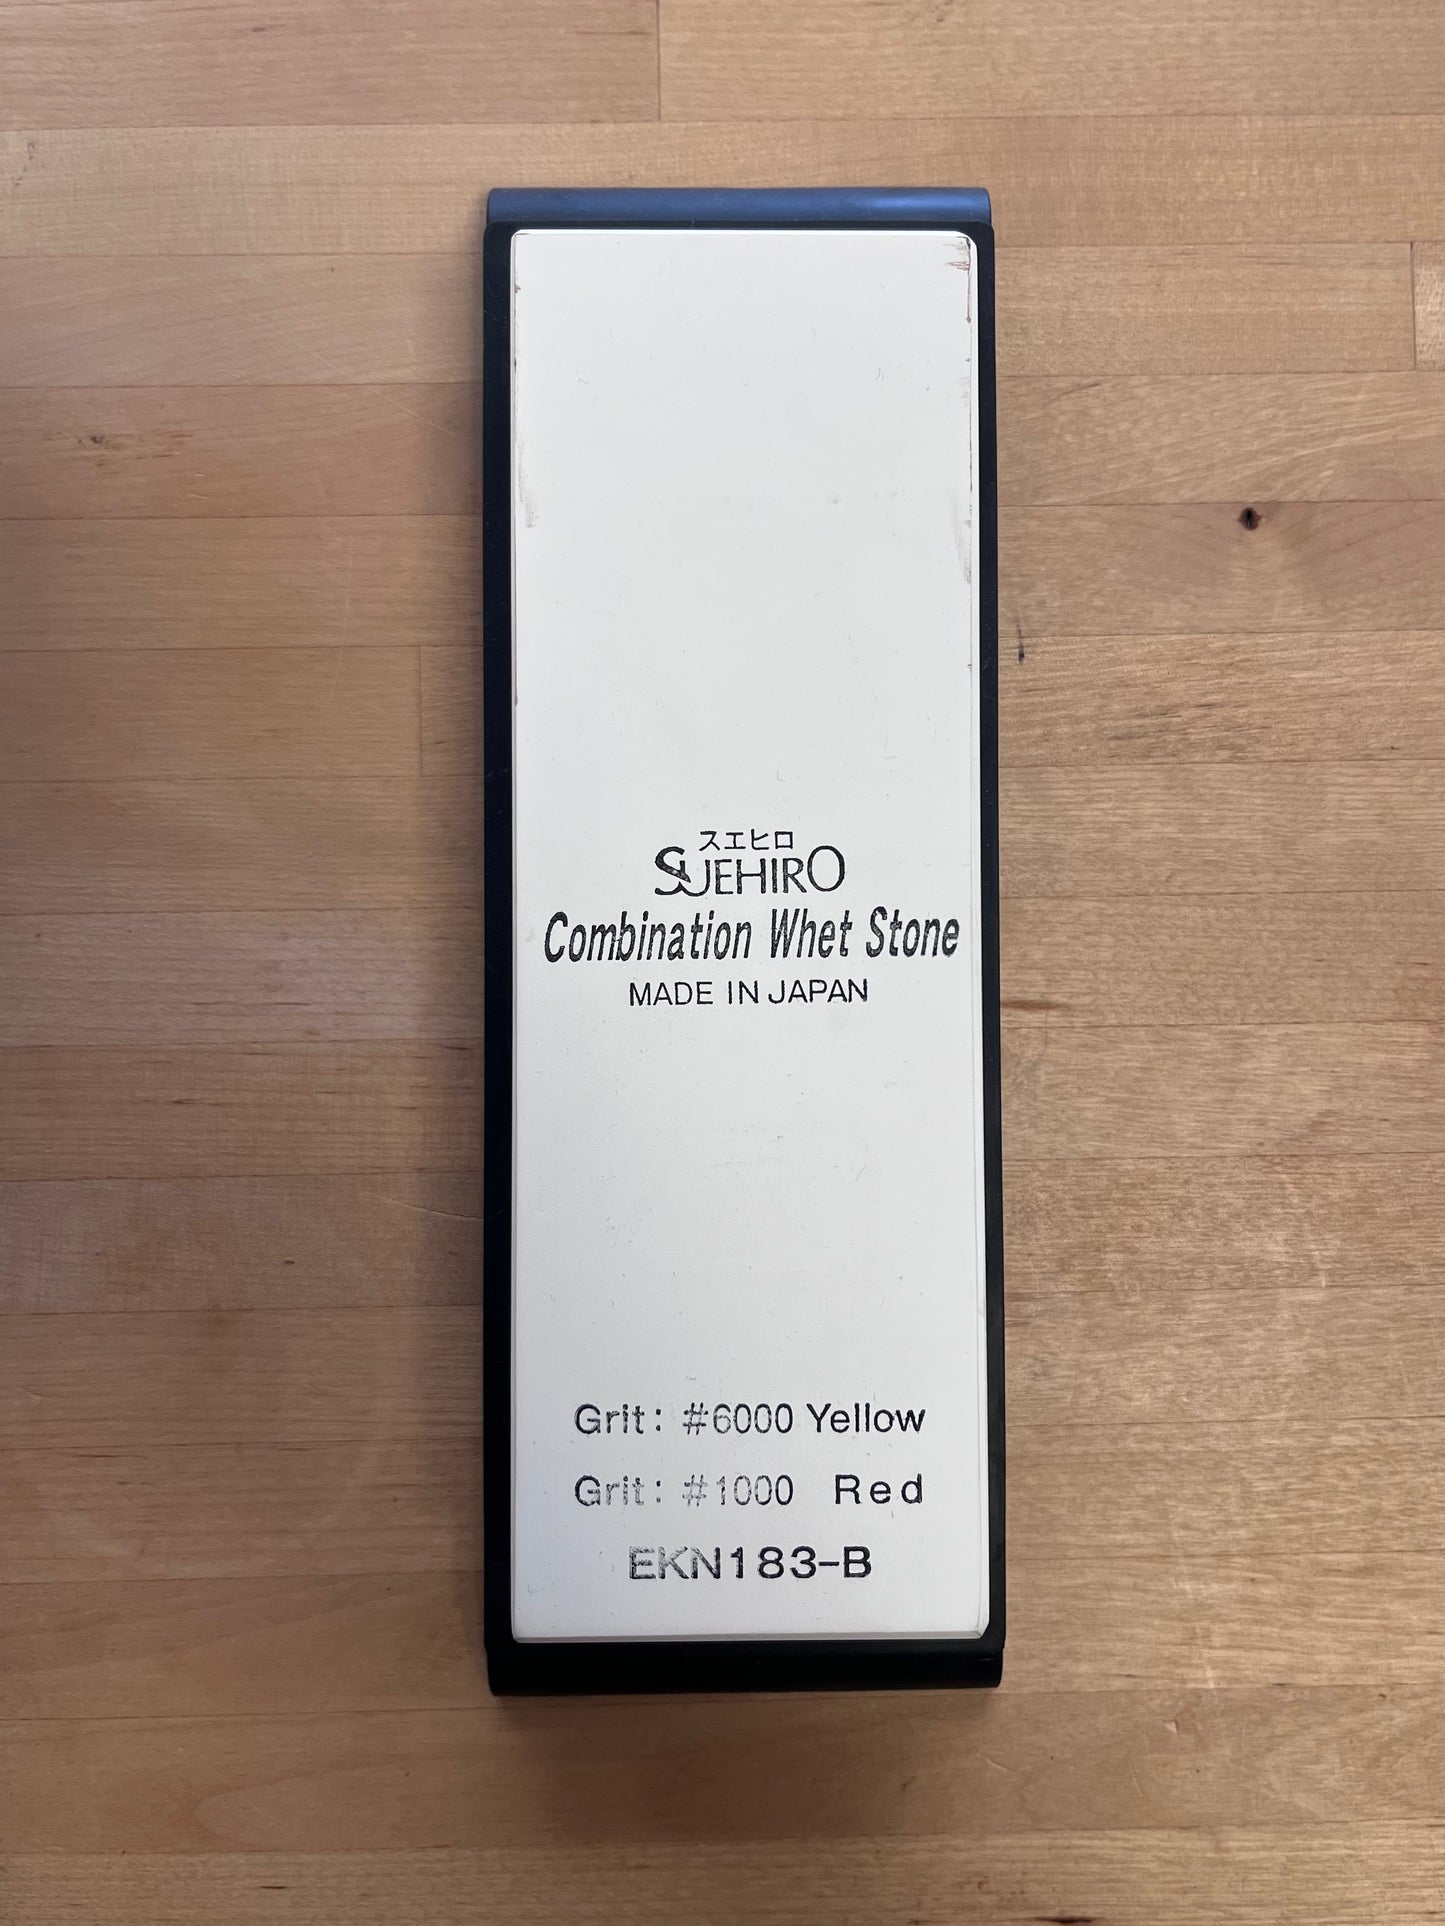 スエヒロ
SUEHIRO
Combination Whet Stone
MADE IN JAPAN
Grit: #6000 Yellow
Grit: #1000 Red
EKN183-B